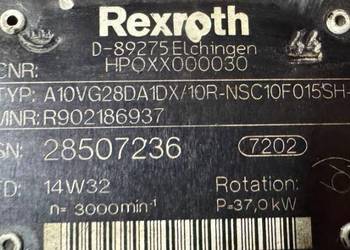 Rexroth
D-89275 Elchingen
CNR: HPQXX000030
TYP: A10VG28DA1DX/10R-NSC10F015SH-
MNR: R902186937
SN: 28507236 7202
FD: 14W32 Rotation:
n= 3000min⁻¹ P=37,0 kW